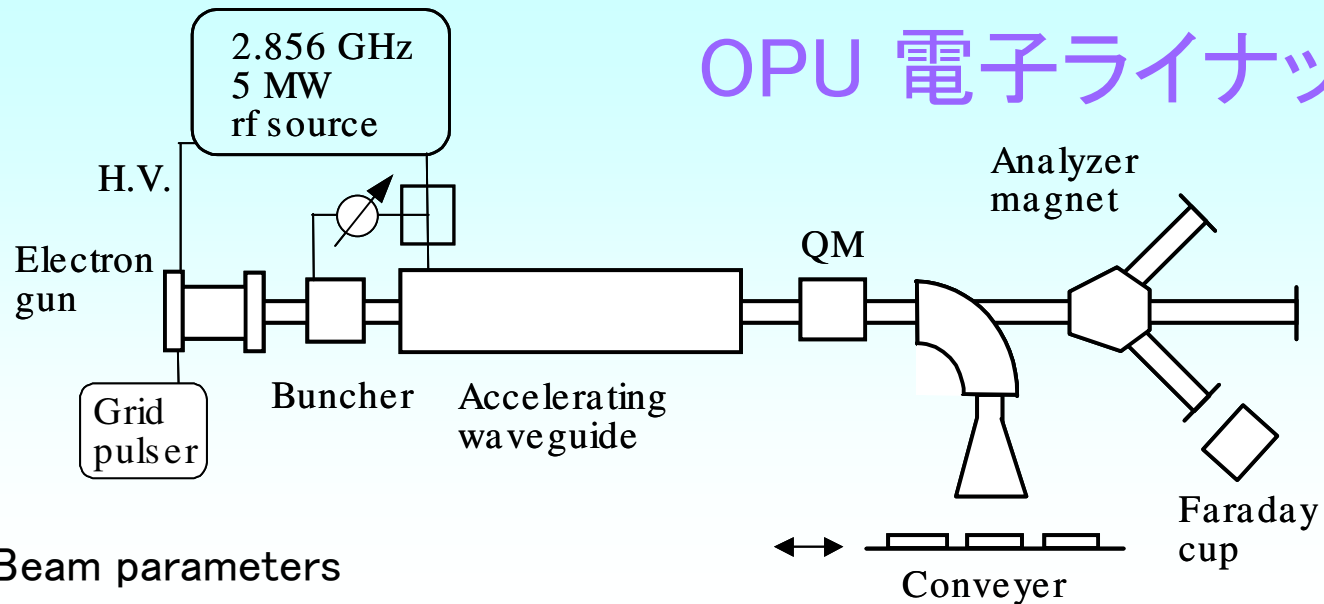 2.856 GHz
5 MW
rf source
OPU 電子ライナッ
H.V.
Analyzer
magnet
Electron
gun
QM
Buncher
Accelerating
waveguide
Grid
pulser
Faraday
cup
Conveyer
Beam parameters